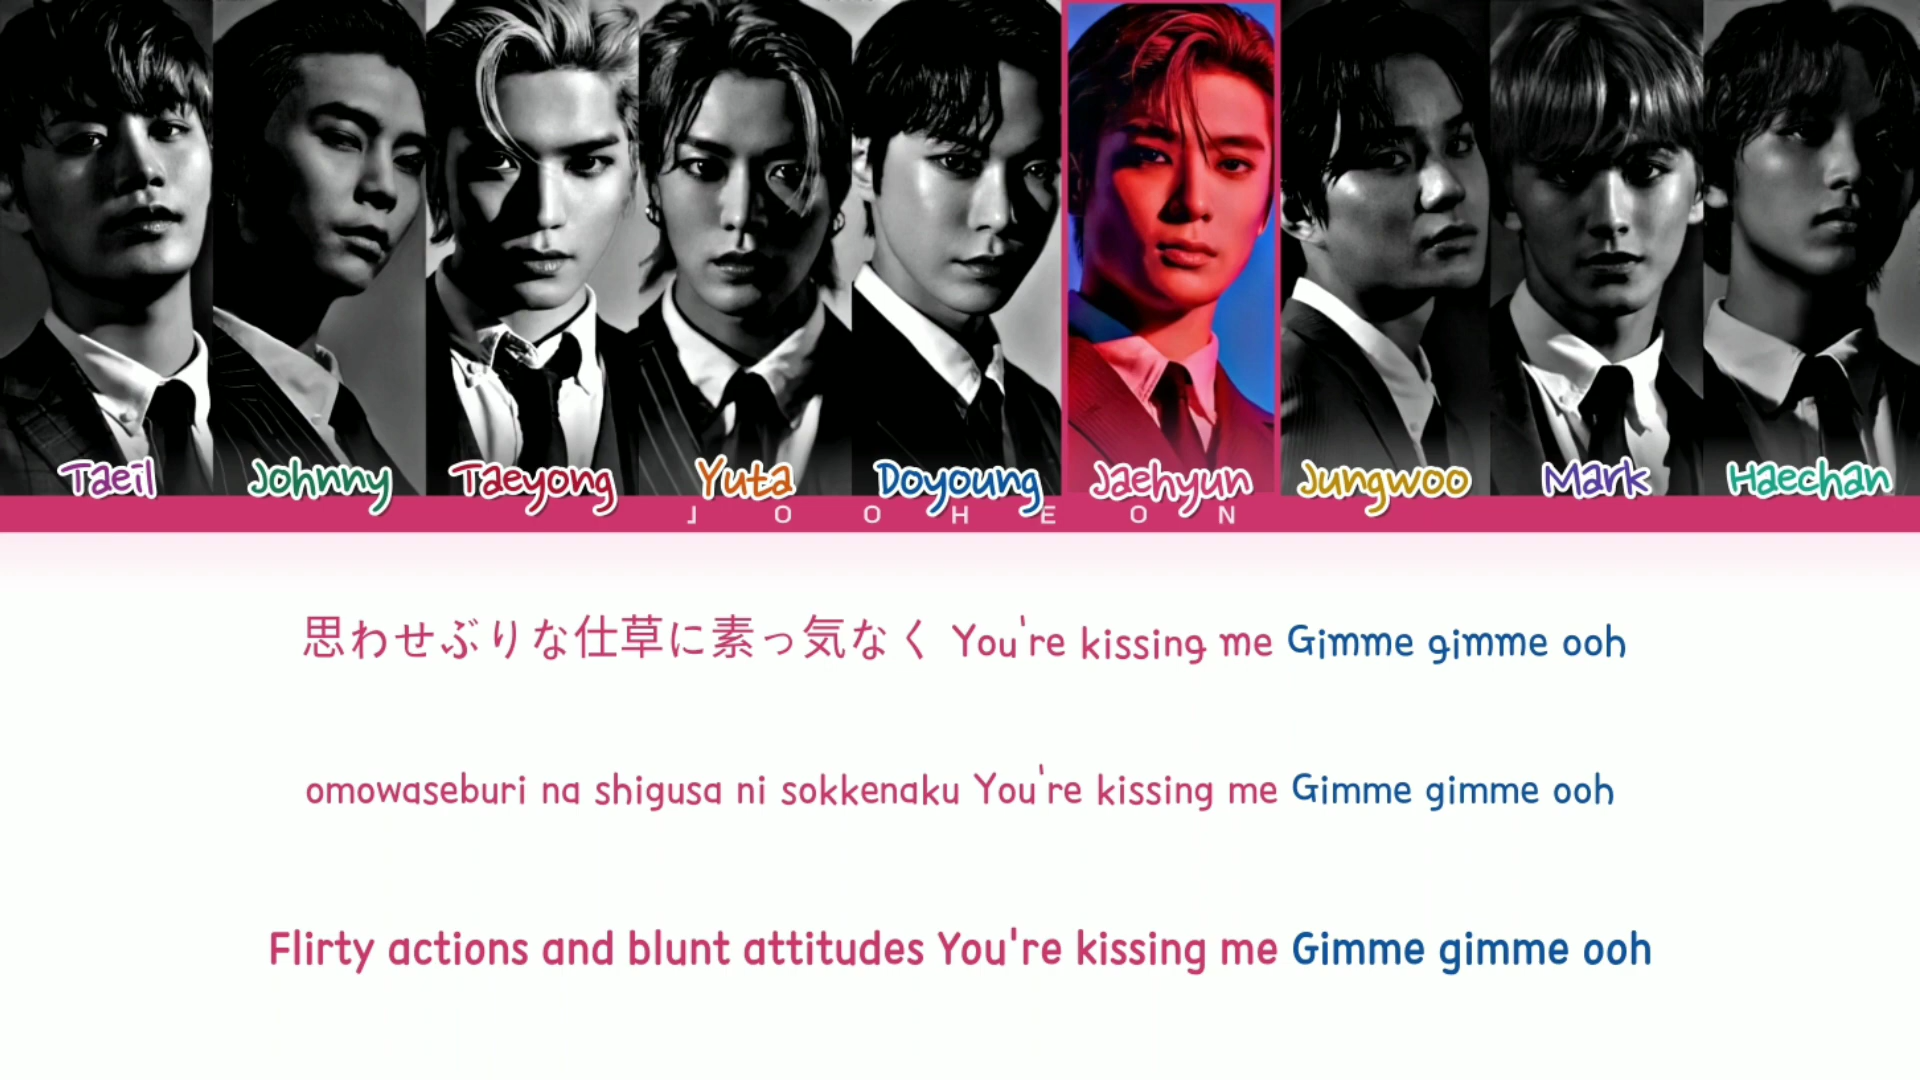 Taeil Johnny Taeyong Yuta Doyoung Jaehyun Jungwoo Mark Haechan
JOOHEON
思わせぶりな仕草に素っ気なく You're kissing me Gimme gimme ooh
omowaseburi na shigusa ni sokkenaku You're kissing me Gimme gimme ooh
Flirty actions and blunt attitudes You're kissing me Gimme gimme ooh